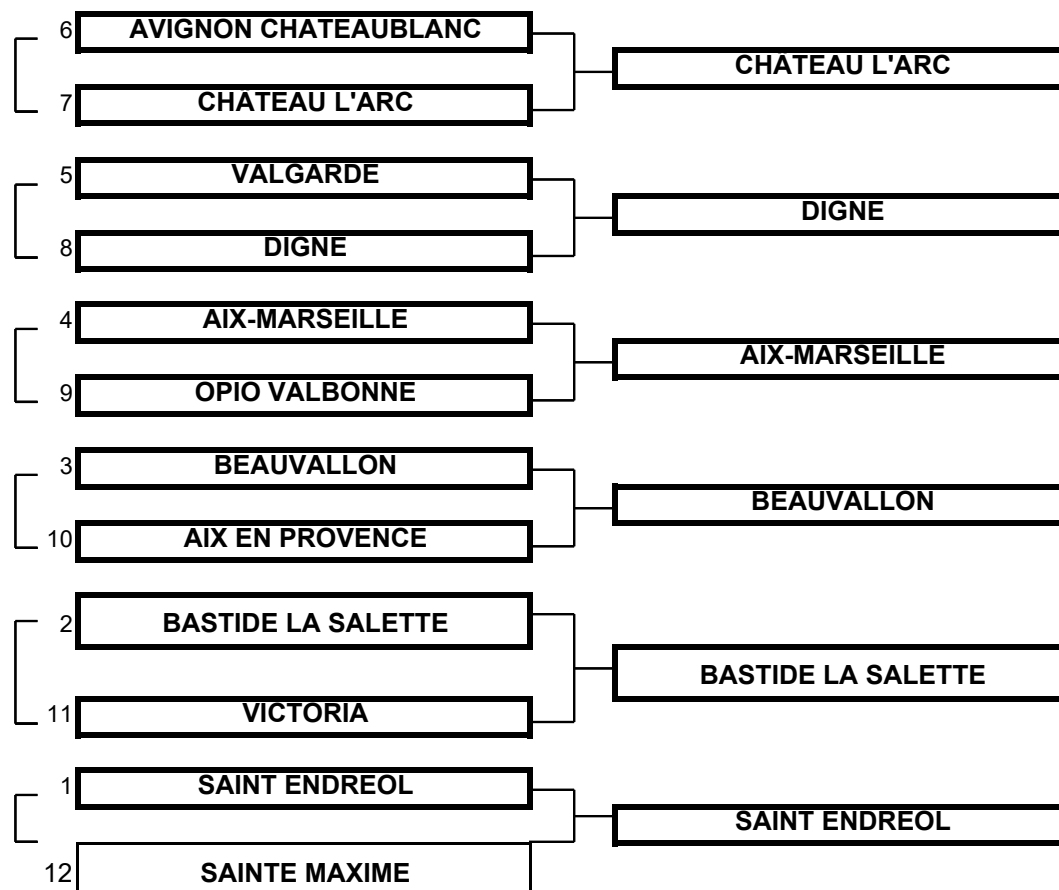 6 AVIGNON CHATEAUBLANC
CHÂTEAU L'ARC
7 CHÂTEAU L'ARC
5 VALGARDE
DIGNE
8 DIGNE
4 AIX-MARSEILLE
AIX-MARSEILLE
9 OPIO VALBONNE
3 BEAUVALLON
BEAUVALLON
10 AIX EN PROVENCE
2 BASTIDE LA SALETTE
BASTIDE LA SALETTE
11 VICTORIA
1 SAINT ENDREOL
SAINT ENDREOL
12 SAINTE MAXIME